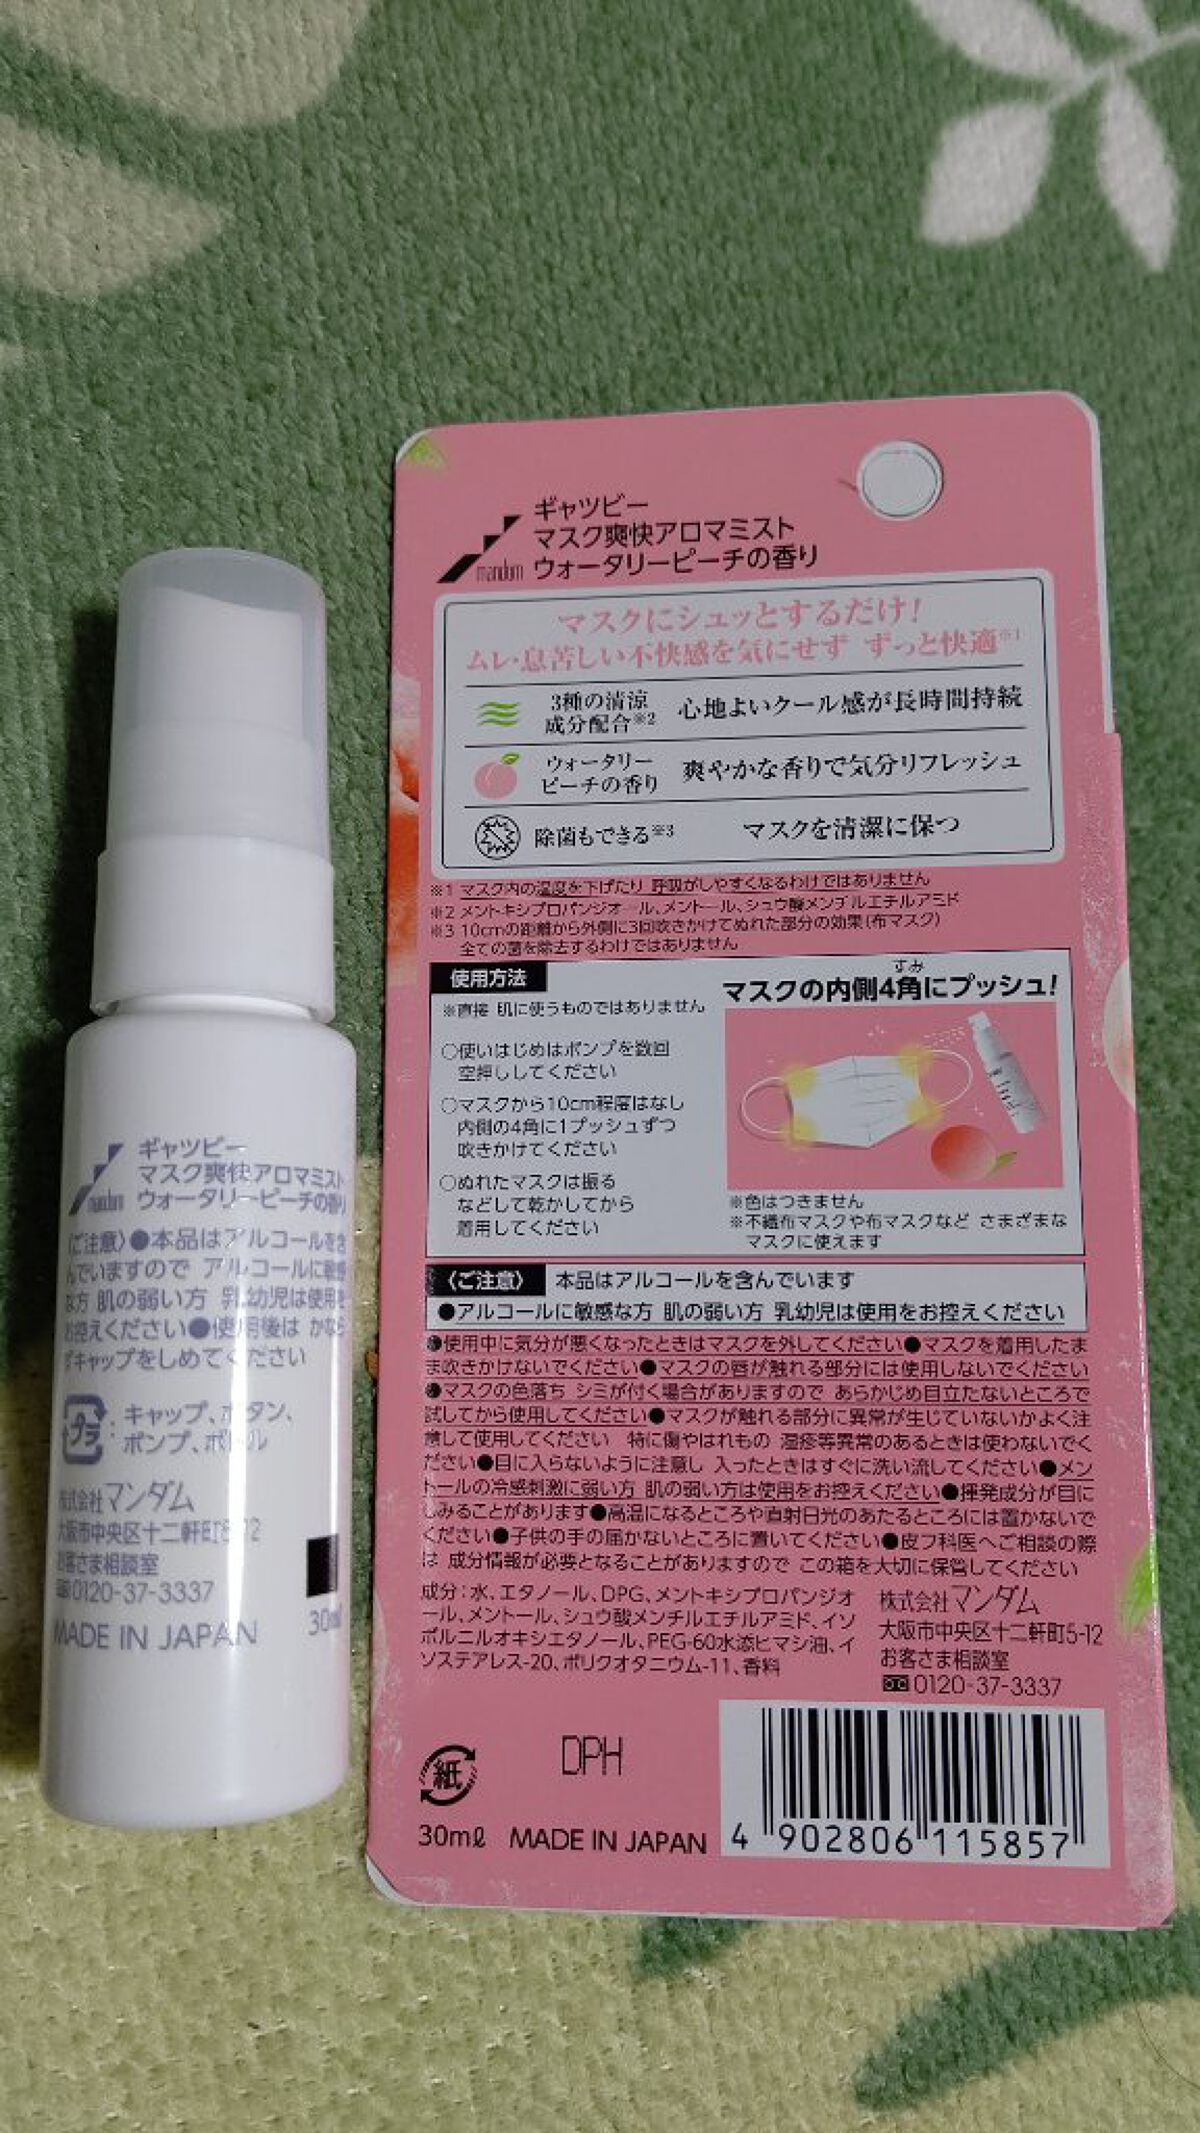 ギャツビー
マスク爽快アロマミスト
ウォータリーピーチの香り
mandom
マスクにシュッとするだけ!
ムレ・息苦しい不快感を気にせず ずっと快適※1
3種の清涼
成分配合※2
心地よいクール感が長時間持続
ウォータリー
ピーチの香り
爽やかな香りで気分リフレッシュ
除菌もできる※3
マスクを清潔に保つ
※1 マスク内の温度を下げたり 呼吸がしやすくなるわけではありません
※2 メントキシプロパンジオール、メントール、シュウ酸メンチルエチルアミド
※3 10cmの距離から外側に3回吹きかけてぬれた部分の効果(布マスク)
全ての菌を除去するわけではありません
使用方法
※直接 肌に使うものではありません
○使いはじめはポンプを数回
空押ししてください
○マスクから10cm程度はなし
内側の4角に1プッシュずつ
吹きかけてください
○ぬれたマスクは振る
などして乾かしてから
着用してください
すみ
マスクの内側4角にプッシュ!
※色はつきません
※不織布マスクや布マスクなど さまざまな
マスクに使えます
〈ご注意〉 本品はアルコールを含んでいます
●アルコールに敏感な方 肌の弱い方 乳幼児は使用をお控えください
●使用中に気分が悪くなったときはマスクを外してください●マスクを着用したま
ま吹きかけないでください●マスクの唇が触れる部分には使用しないでください
●マスクの色落ち シミが付く場合がありますので あらかじめ目立たないところで
試してから使用してください●マスクが触れる部分に異常が生じていないかよく注
意して使用してください 特に傷やはれもの 湿疹等異常のあるときは使わないでく
ださい●目に入らないように注意し 入ったときはすぐに洗い流してください●メン
トールの冷感刺激に弱い方 肌の弱い方は使用をお控えください●揮発成分が目に
しみることがあります●高温になるところや直射日光のあたるところには置かないで
ください●子供の手の届かないところに置いてください●皮フ科医へご相談の際
は 成分情報が必要となることがありますので この箱を大切に保管してください
成分:水、エタノール、DPG、メントキシプロパンジオ
ール、メントール、シュウ酸メンチルエチルアミド、イソ
ボルニルオキシエタノール、PEG-60水添ヒマシ油、イ
ソステアレス-20、ポリクオタニウム-11、香料
株式会社マンダム
大阪市中央区十二軒町5-12
お客さま相談室
0120-37-3337
紙
DPH
30mℓ MADE IN JAPAN
4 902806 115857
ギャツビー
マスク爽快アロマミスト
ウォータリーピーチの香り
mandom
〈ご注意〉●本品はアルコールを含
んでいますので アルコールに敏感
な方 肌の弱い方 乳幼児は使用を
お控えください●使用後は かなら
ずキャップをしめてください
プラ:キャップ、ボタン、
ポンプ、ボトル
株式会社マンダム
大阪市中央区十二軒町5-12
お客さま相談室
0120-37-3337
MADE IN JAPAN 30mℓ